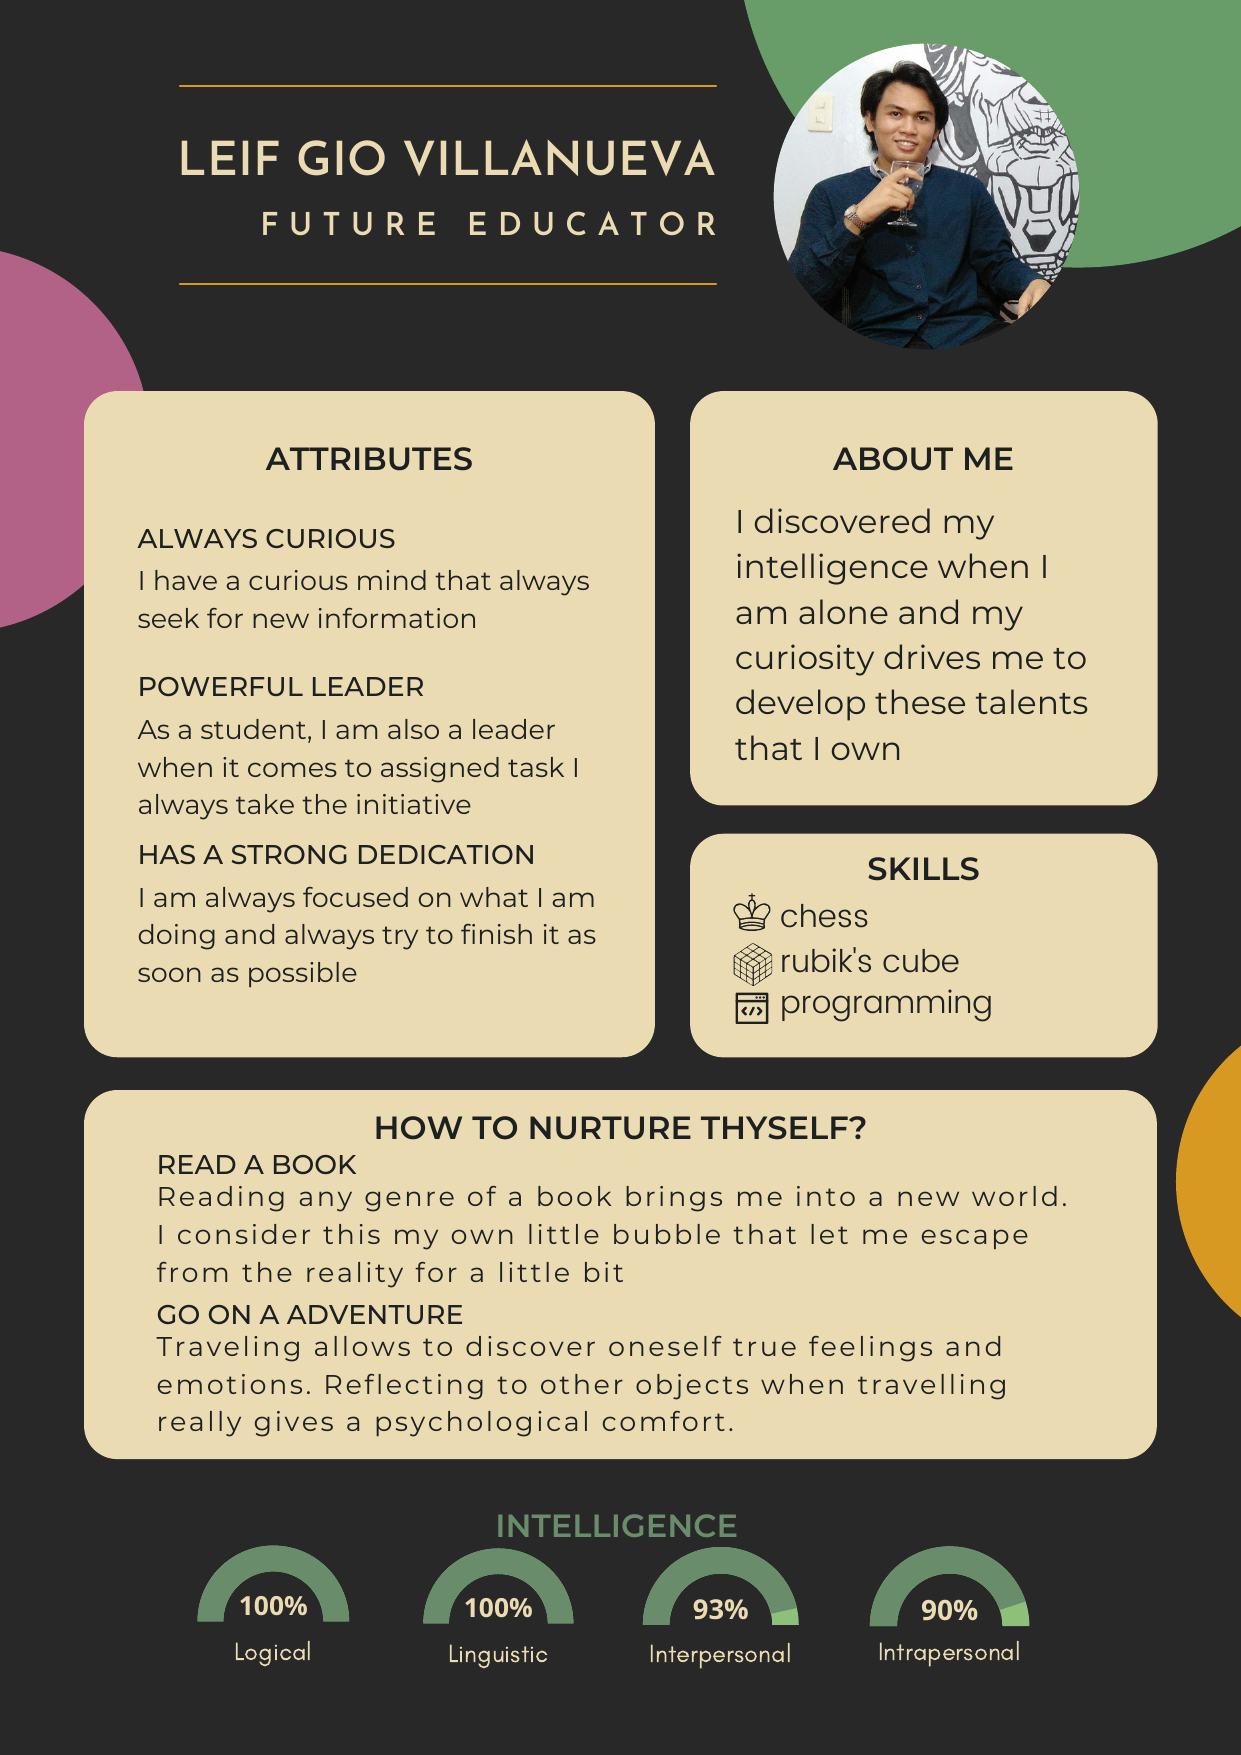 LEIF GIO VILLANUEVA
FUTURE EDUCATOR
ATTRIBUTES
ALWAYS CURIOUS
I have a curious mind that always
seek for new information
POWERFUL LEADER
As a student, I am also a leader
when it comes to assigned task I
always take the initiative
HAS A STRONG DEDICATION
I am always focused on what I am
doing and always try to finish it as
soon as possible
ABOUT ME
I discovered my
intelligence when I
am alone and my
curiosity drives me to
develop these talents
that I own
SKILLS
chess
rubik's cube
programming
HOW TO NURTURE THYSELF?
READ A BOOK
Reading any genre of a book brings me into a new world.
I consider this my own little bubble that let me escape
from the reality for a little bit
GO ON A ADVENTURE
Traveling allows to discover oneself true feelings and
emotions. Reflecting to other objects when travelling
really gives a psychological comfort.
INTELLIGENCE
100%
Logical
100%
Linguistic
93%
Interpersonal
90%
Intrapersonal